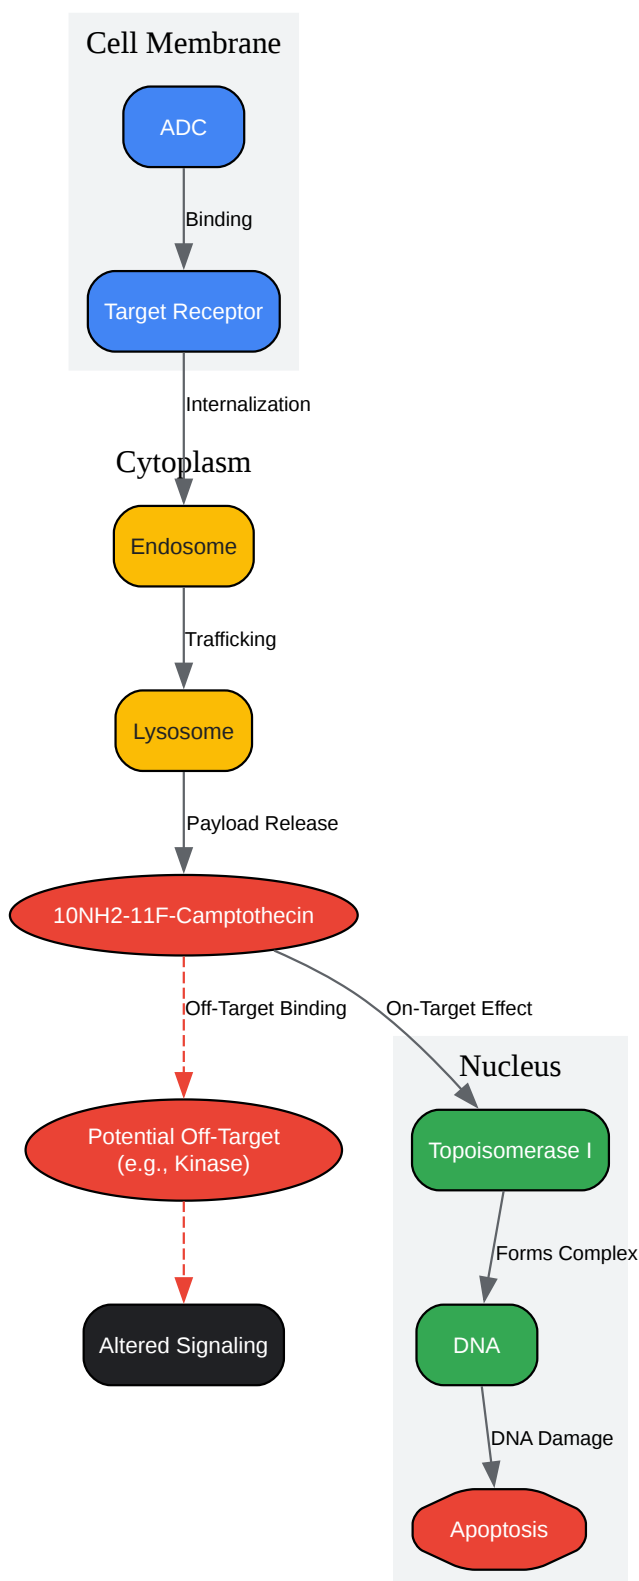 Cell Membrane
ADC
Binding
Target Receptor
Internalization
Cytoplasm
Endosome
Trafficking
Lysosome
Payload Release
10NH2-11F-Camptothecin
Off-Target Binding
On-Target Effect
Nucleus
Potential Off-Target
(e.g., Kinase)
Topoisomerase I
Forms Complex
Altered Signaling
DNA
DNA Damage
Apoptosis